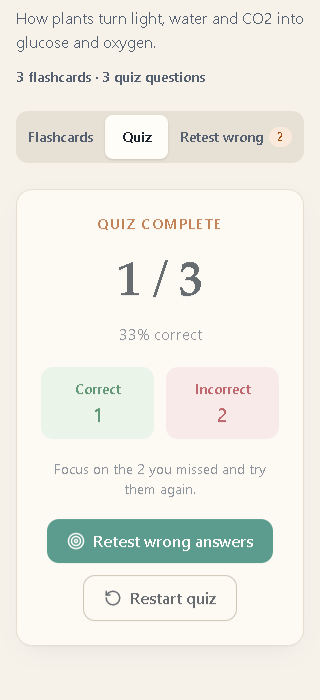 How plants turn light, water and CO2 into
glucose and oxygen.
3 flashcards · 3 quiz questions
Flashcards Quiz Retest wrong 2
QUIZ COMPLETE
1 / 3
33% correct
Correct Incorrect
1 2
Focus on the 2 you missed and try
them again.
Retest wrong answers
Restart quiz